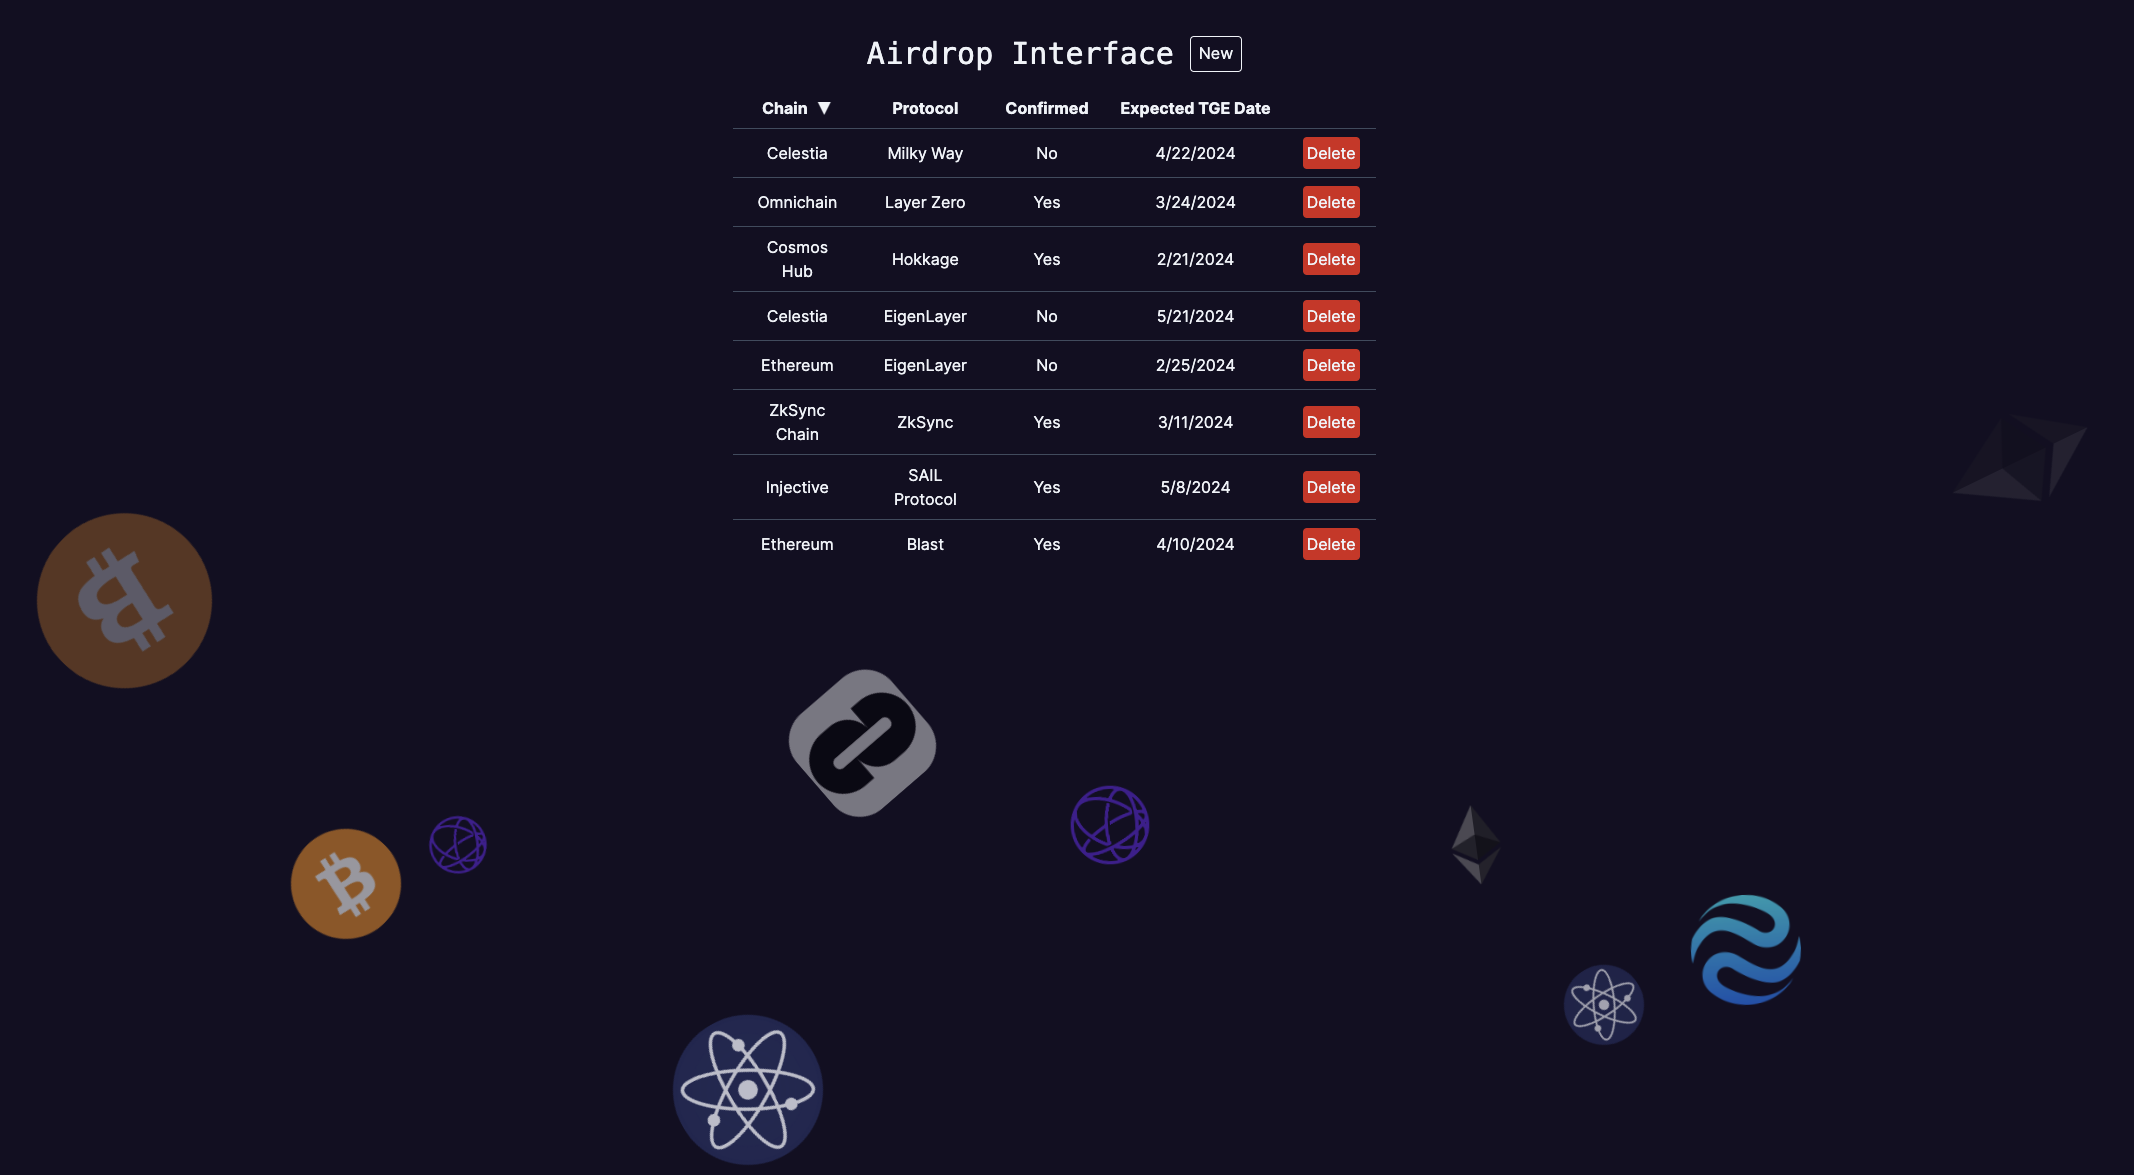 Airdrop Interface New
Chain ▼ Protocol Confirmed Expected TGE Date
Celestia Milky Way No 4/22/2024 Delete
Omnichain Layer Zero Yes 3/24/2024 Delete
Cosmos
Hub Hokkage Yes 2/21/2024 Delete
Celestia EigenLayer No 5/21/2024 Delete
Ethereum EigenLayer No 2/25/2024 Delete
ZkSync
Chain ZkSync Yes 3/11/2024 Delete
Injective SAIL
Protocol Yes 5/8/2024 Delete
Ethereum Blast Yes 4/10/2024 Delete